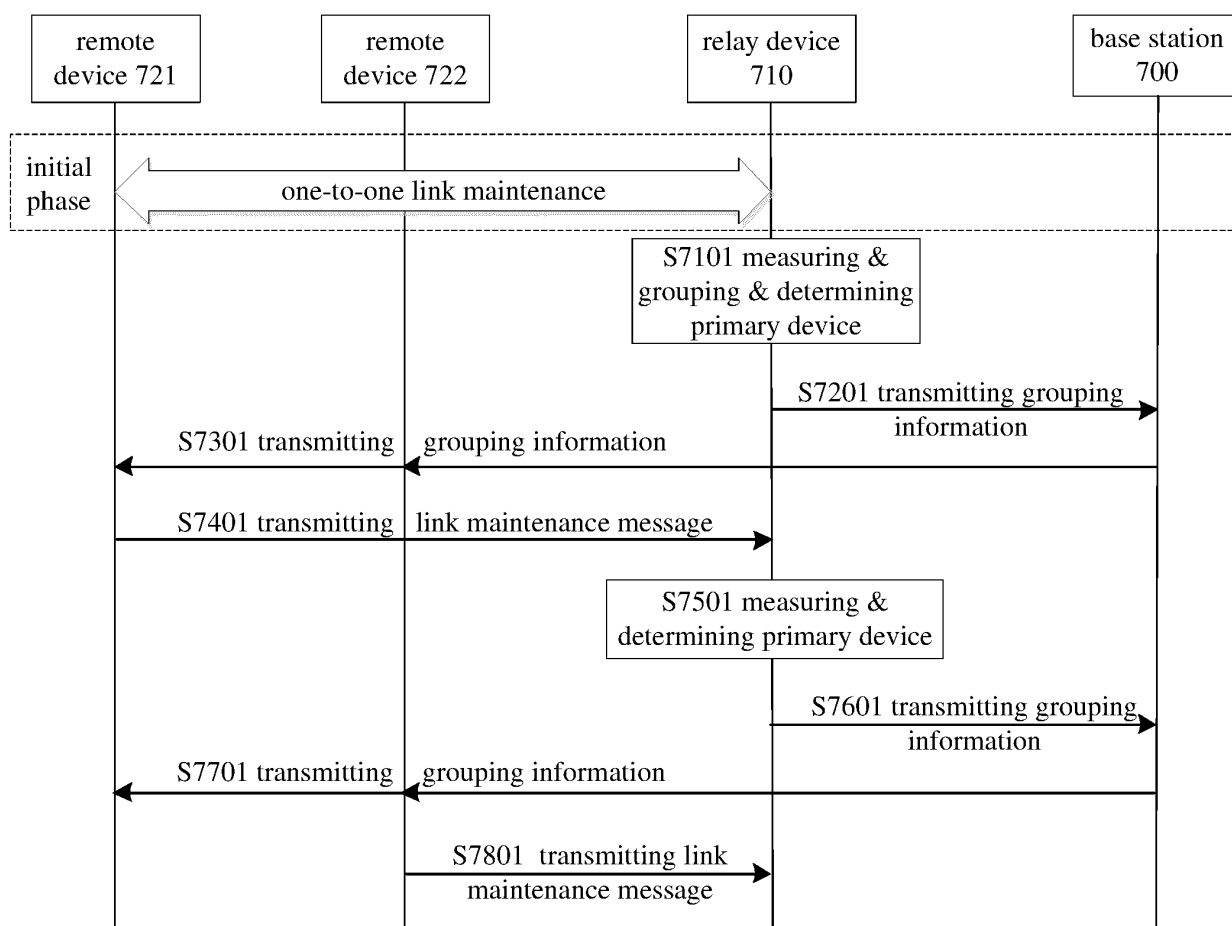 remote
device 721
remote
device 722
relay device
710
base station
700
initial
phase
one-to-one link maintenance
S7101 measuring &
grouping & determining
primary device
S7201 transmitting grouping
information
S7301 transmitting grouping information
S7401 transmitting link maintenance message
S7501 measuring &
determining primary device
S7601 transmitting grouping
information
S7701 transmitting grouping information
S7801 transmitting link
maintenance message